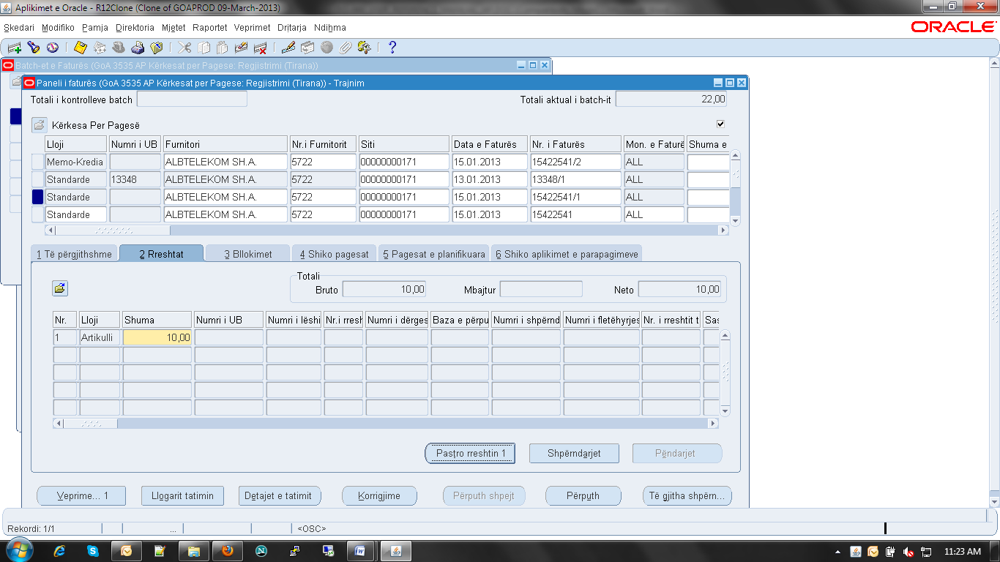 Aplikimet e Oracle - R12Clone (Clone of GOAPROD 09-March-2013)
Skedari Modifiko Pamja Direktoria Mjetet Raportet Veprimet Dritarja Ndihma
ORACLE
Batch-et e Faturës (GoA 3535 AP Kërkesat per Pagese: Regjistrimi (Tirana))
Paneli i faturës (GoA 3535 AP Kërkesat per Pagese: Regjistrimi (Tirana)) - Trajnim
Totali i kontrolleve batch Totali aktual i batch-it 22,00
Kërkesa Per Pagesë
Lloji Numri i UB Furnitori Nr.i Furnitorit Siti Data e Faturës Nr. i Faturës Mon. e Faturë Shuma e
Memo-Kredia ALBTELEKOM SH.A. 5722 00000000171 15.01.2013 15422541/2 ALL
Standarde 13348 ALBTELEKOM SH.A. 5722 00000000171 13.01.2013 13348/1 ALL
Standarde ALBTELEKOM SH.A. 5722 00000000171 15.01.2013 15422541/1 ALL
Standarde ALBTELEKOM SH.A. 5722 00000000171 15.01.2013 15422541 ALL
1 Të përgjithshme 2 Rreshtat 3 Bllokimet 4 Shiko pagesat 5 Pagesat e planifikuara 6 Shiko aplikimet e parapagimeve
Totali
Bruto 10,00 Mbajtur Neto 10,00
Nr. Lloji Shuma Numri i UB Numri i lëshi Nr.i rresh Numri i dërges Baza e përpu Numri i shpërnd Numri i fletëhyrjes Nr. i rreshtit t Sas
1 Artikulli 10,00
Pastro rreshtin 1 Shpërndarjet Pëndarjet
Veprime... 1 Llogarit tatimin Detajet e tatimit Korrigjime Përputh shpejt Përputh Të gjitha shpërn...
Rekordi: 1/1 ... <OSC>
11:23 AM